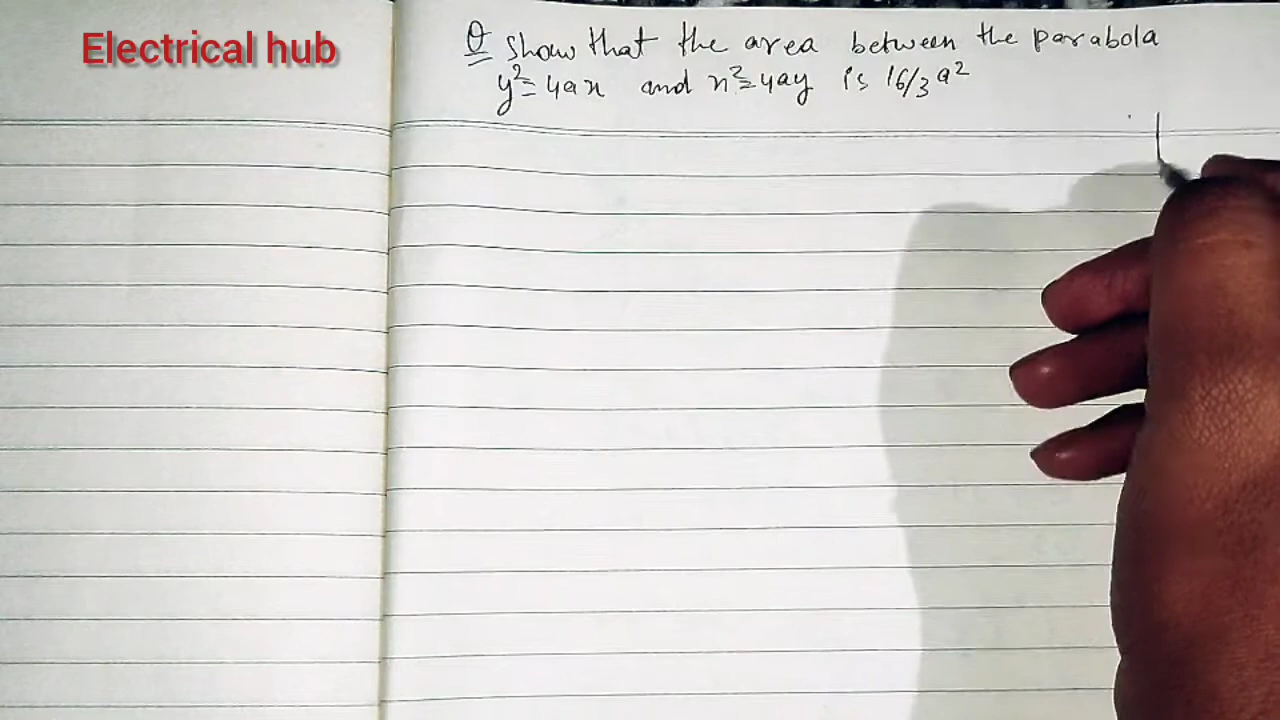 Electrical hub
Q show that the area between the parabola
y²=4ax and x²=4ay is 16/3 a²